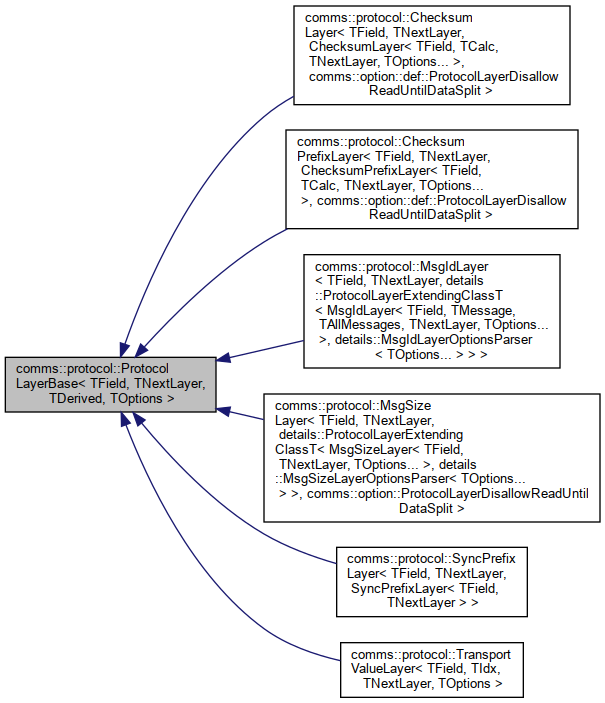 comms::protocol::Checksum
Layer< TField, TNextLayer,
ChecksumLayer< TField, TCalc,
TNextLayer, TOptions... >,
comms::option::def::ProtocolLayerDisallow
ReadUntilDataSplit >
comms::protocol::Checksum
PrefixLayer< TField, TNextLayer,
ChecksumPrefixLayer< TField,
TCalc, TNextLayer, TOptions...
>, comms::option::def::ProtocolLayerDisallow
ReadUntilDataSplit >
comms::protocol::MsgIdLayer
< TField, TNextLayer, details
::ProtocolLayerExtendingClassT
< MsgIdLayer< TField, TMessage,
TAllMessages, TNextLayer, TOptions...
>, details::MsgIdLayerOptionsParser
< TOptions... > > >
comms::protocol::Protocol
LayerBase< TField, TNextLayer,
TDerived, TOptions >
comms::protocol::MsgSize
Layer< TField, TNextLayer,
details::ProtocolLayerExtending
ClassT< MsgSizeLayer< TField,
TNextLayer, TOptions... >, details
::MsgSizeLayerOptionsParser< TOptions...
> >, comms::option::ProtocolLayerDisallowReadUntil
DataSplit >
comms::protocol::SyncPrefix
Layer< TField, TNextLayer,
SyncPrefixLayer< TField,
TNextLayer > >
comms::protocol::Transport
ValueLayer< TField, TIdx,
TNextLayer, TOptions >